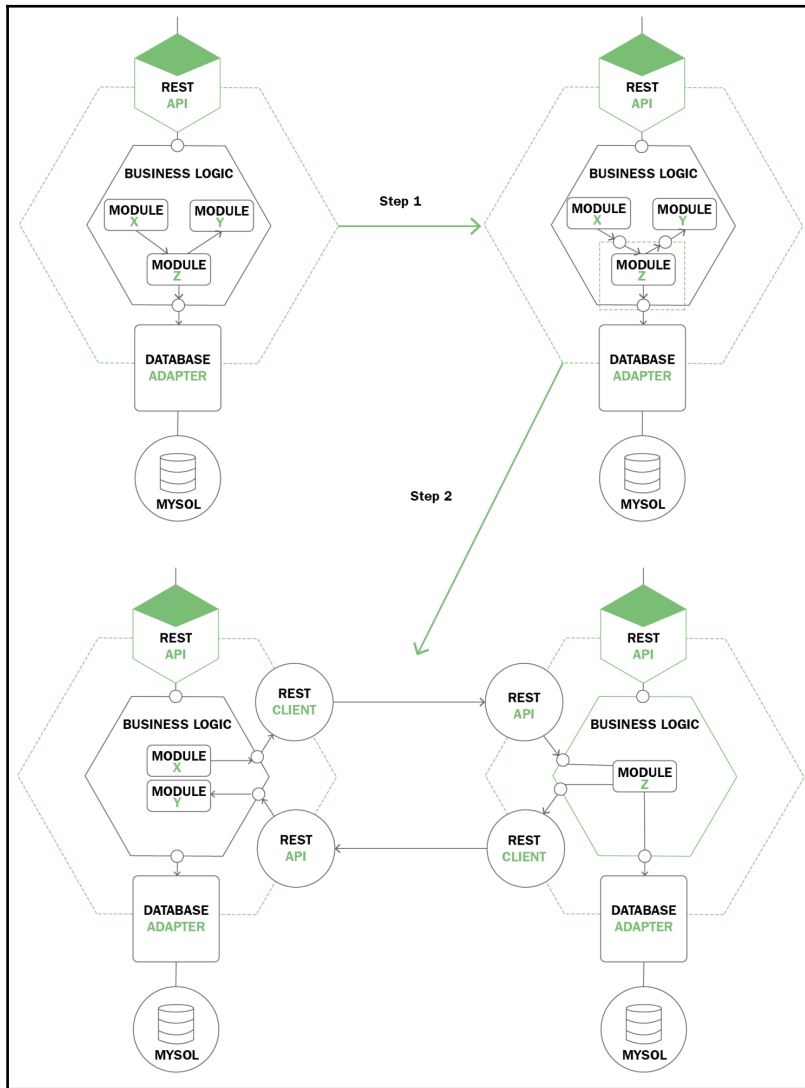 REST
API
BUSINESS LOGIC
MODULE
X
MODULE
Y
MODULE
Z
DATABASE
ADAPTER
MYSOL
Step 1
REST
API
BUSINESS LOGIC
MODULE
X
MODULE
Y
MODULE
Z
DATABASE
ADAPTER
MYSOL
Step 2
REST
API
BUSINESS LOGIC
MODULE
X
MODULE
Y
REST
CLIENT
REST
API
DATABASE
ADAPTER
MYSOL
REST
API
REST
API
BUSINESS LOGIC
MODULE
Z
REST
CLIENT
DATABASE
ADAPTER
MYSOL